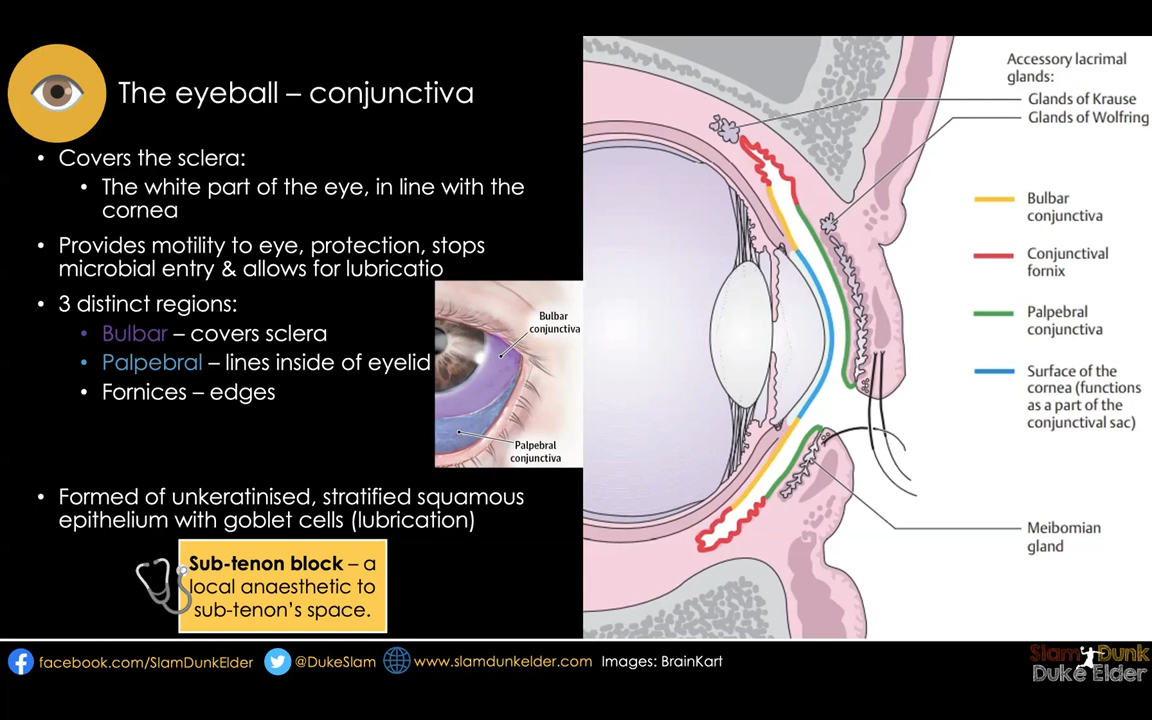 The eyeball – conjunctiva
• Covers the sclera:
• The white part of the eye, in line with the
cornea
• Provides motility to eye, protection, stops
microbial entry & allows for lubricatio
• 3 distinct regions:
• Bulbar – covers sclera
• Palpebral – lines inside of eyelid
• Fornices – edges
Bulbar
conjunctiva
Palpebral
conjunctiva
• Formed of unkeratinised, stratified squamous
epithelium with goblet cells (lubrication)
Sub-tenon block – a
local anaesthetic to
sub-tenon's space.
Accessory lacrimal
glands:
Glands of Krause
Glands of Wolfring
Bulbar
conjunctiva
Conjunctival
fornix
Palpebral
conjunctiva
Surface of the
cornea (functions
as a part of the
conjunctival sac)
Meibomian
gland
facebook.com/SlamDunkElder @DukeSlam www.slamdunkelder.com Images: BrainKart
Slam Dunk
Duke Elder